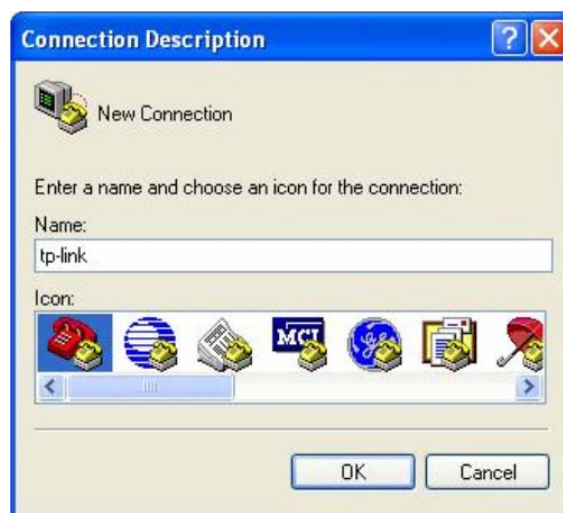 Connection Description
New Connection
Enter a name and choose an icon for the connection:
Name:
tp-link
Icon:
MCI
OK
Cancel